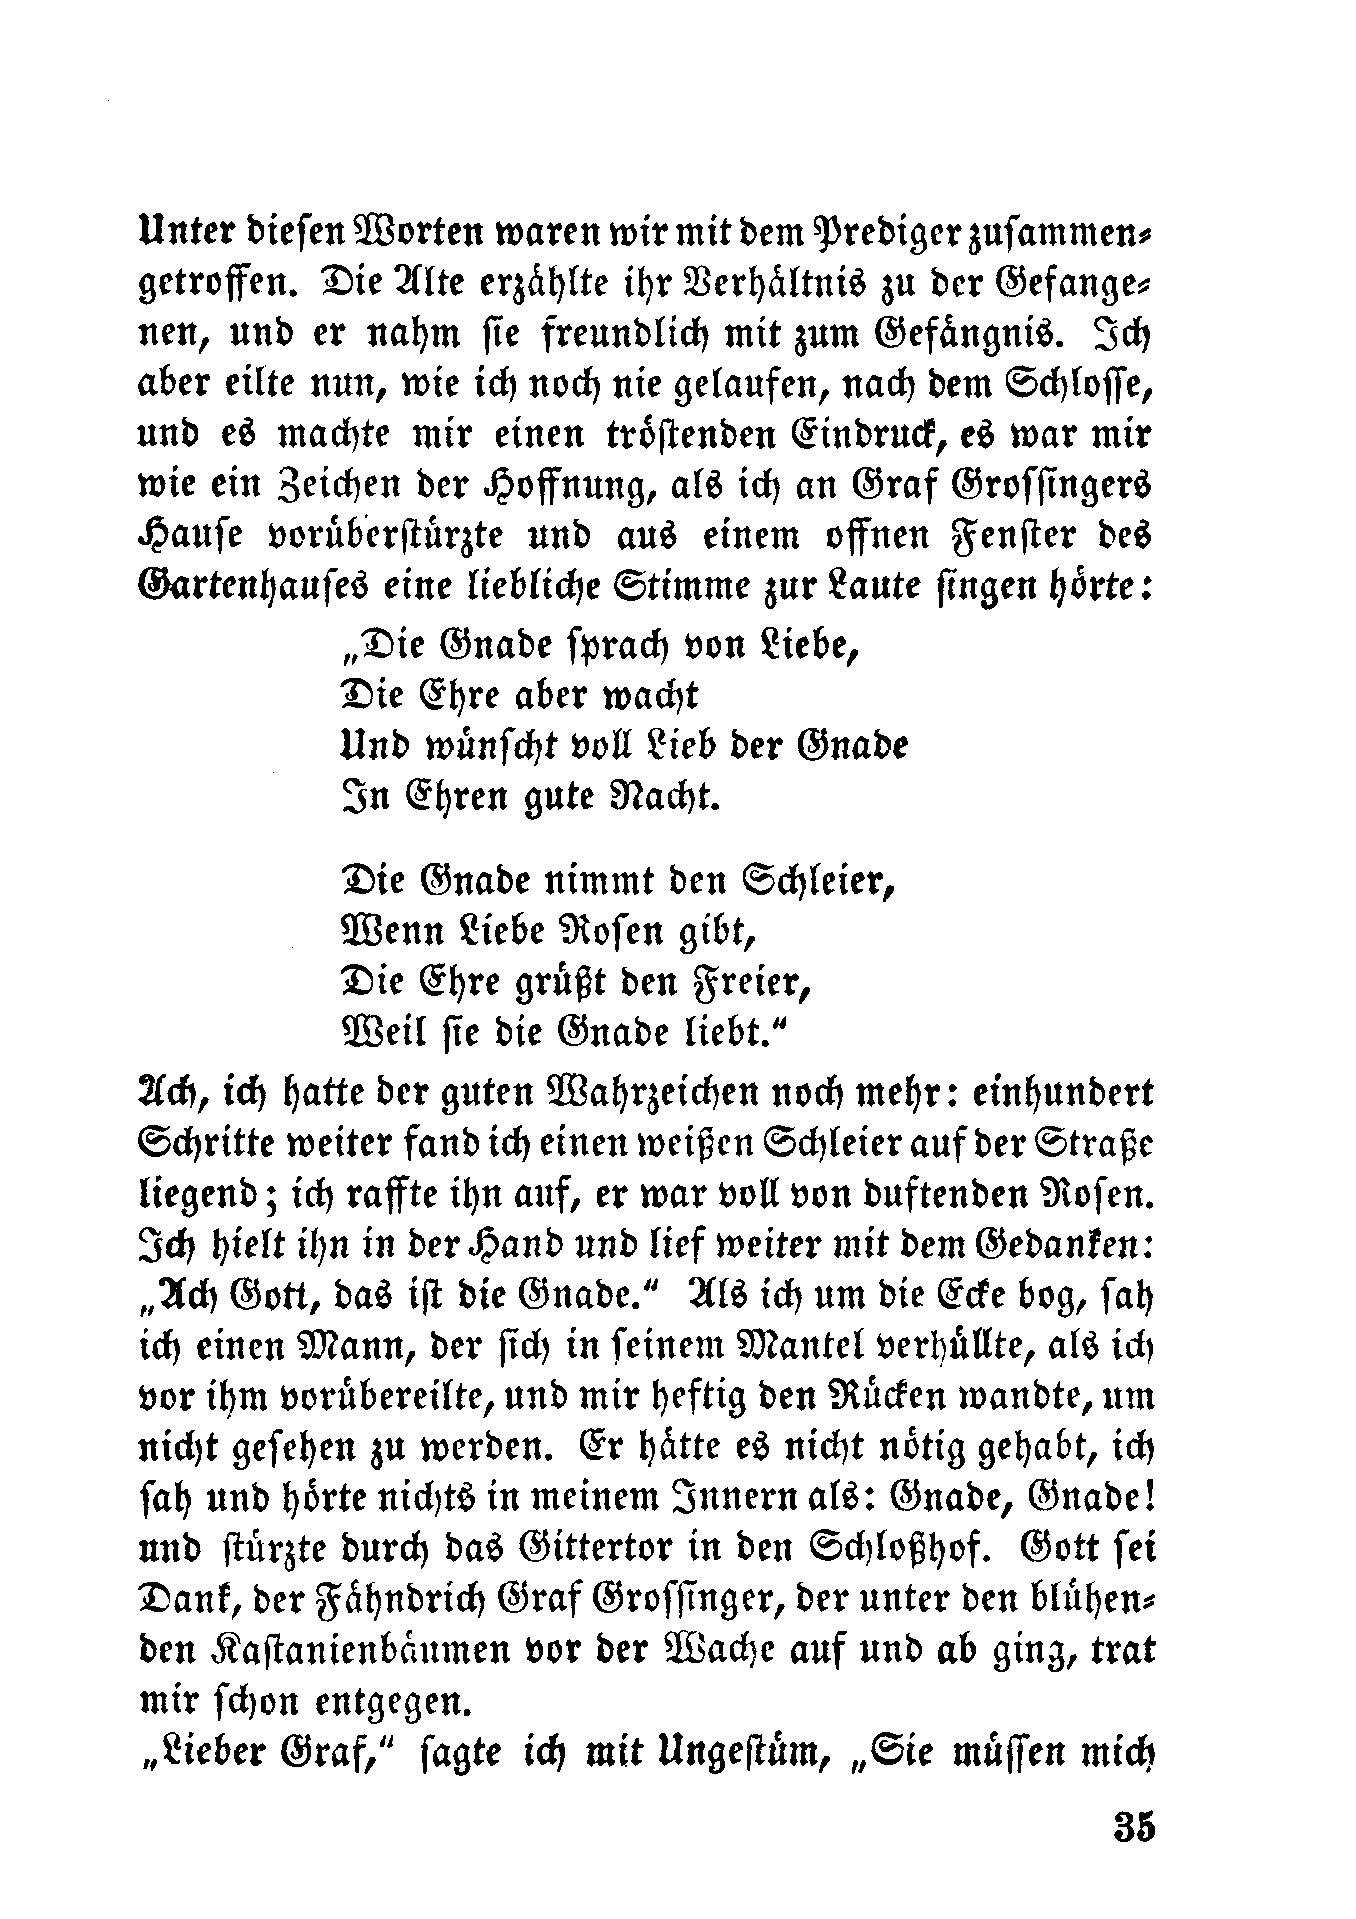 Unter dieſen Worten waren wir mit dem Prediger zuſammen⸗
getroffen. Die Alte erzählte ihr Verhältnis zu der Gefange⸗
nen, und er nahm ſie freundlich mit zum Gefängnis. Ich
aber eilte nun, wie ich noch nie gelaufen, nach dem Schloſſe,
und es machte mir einen tröſtenden Eindruck, es war mir
wie ein Zeichen der Hoffnung, als ich an Graf Groſſingers
Hauſe vorüberſtürzte und aus einem offnen Fenſter des
Gartenhauſes eine liebliche Stimme zur Laute ſingen hörte:
„Die Gnade ſprach von Liebe,
Die Ehre aber wacht
Und wünſcht voll Lieb der Gnade
In Ehren gute Nacht.
Die Gnade nimmt den Schleier,
Wenn Liebe Roſen gibt,
Die Ehre grüßt den Freier,
Weil ſie die Gnade liebt.“
Ach, ich hatte der guten Wahrzeichen noch mehr: einhundert
Schritte weiter fand ich einen weißen Schleier auf der Straße
liegend; ich raffte ihn auf, er war voll von duftenden Roſen.
Ich hielt ihn in der Hand und lief weiter mit dem Gedanken:
„Ach Gott, das iſt die Gnade.“ Als ich um die Ecke bog, ſah
ich einen Mann, der ſich in ſeinem Mantel verhüllte, als ich
vor ihm vorübereilte, und mir heftig den Rücken wandte, um
nicht geſehen zu werden. Er hätte es nicht nötig gehabt, ich
ſah und hörte nichts in meinem Innern als: Gnade, Gnade!
und ſtürzte durch das Gittertor in den Schloßhof. Gott ſei
Dank, der Fähndrich Graf Groſſinger, der unter den blühen⸗
den Kaſtanienbäumen vor der Wache auf und ab ging, trat
mir ſchon entgegen.
„Lieber Graf,“ ſagte ich mit Ungeſtüm, „Sie müſſen mich
35